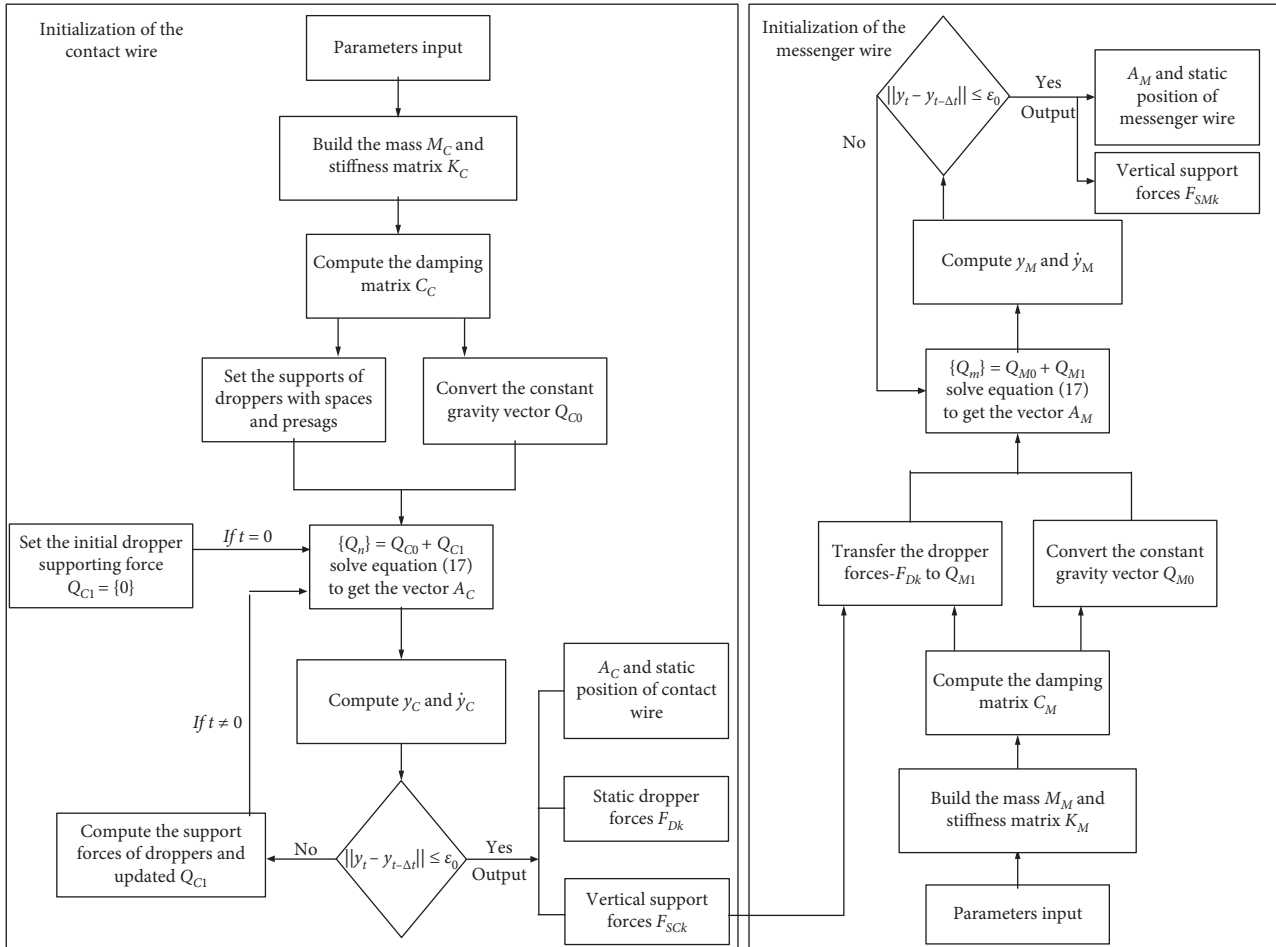 Initialization of the
contact wire
Parameters input
Build the mass M_C and
stiffness matrix K_C
Compute the damping
matrix C_C
Set the supports of
droppers with spaces
and presags
Convert the constant
gravity vector Q_C0
Set the initial dropper
supporting force
Q_C1 = {0}
If t = 0
{Q_n} = Q_C0 + Q_C1
solve equation (17)
to get the vector A_C
If t ≠ 0
Compute y_C and ẏ_C
Compute the support
forces of droppers and
updated Q_C1
No
||y_t − y_t−Δt|| ≤ ε_0
Yes
Output
A_C and static
position of contact
wire
Static dropper
forces F_Dk
Vertical support
forces F_SCk
Initialization of the
messenger wire
||y_t − y_t−Δt|| ≤ ε_0
Yes
Output
No
A_M and static
position of
messenger wire
Vertical support
forces F_SMk
Compute y_M and ẏ_M
{Q_m} = Q_M0 + Q_M1
solve equation (17)
to get the vector A_M
Transfer the dropper
forces-F_Dk to Q_M1
Convert the constant
gravity vector Q_M0
Compute the damping
matrix C_M
Build the mass M_M and
stiffness matrix K_M
Parameters input